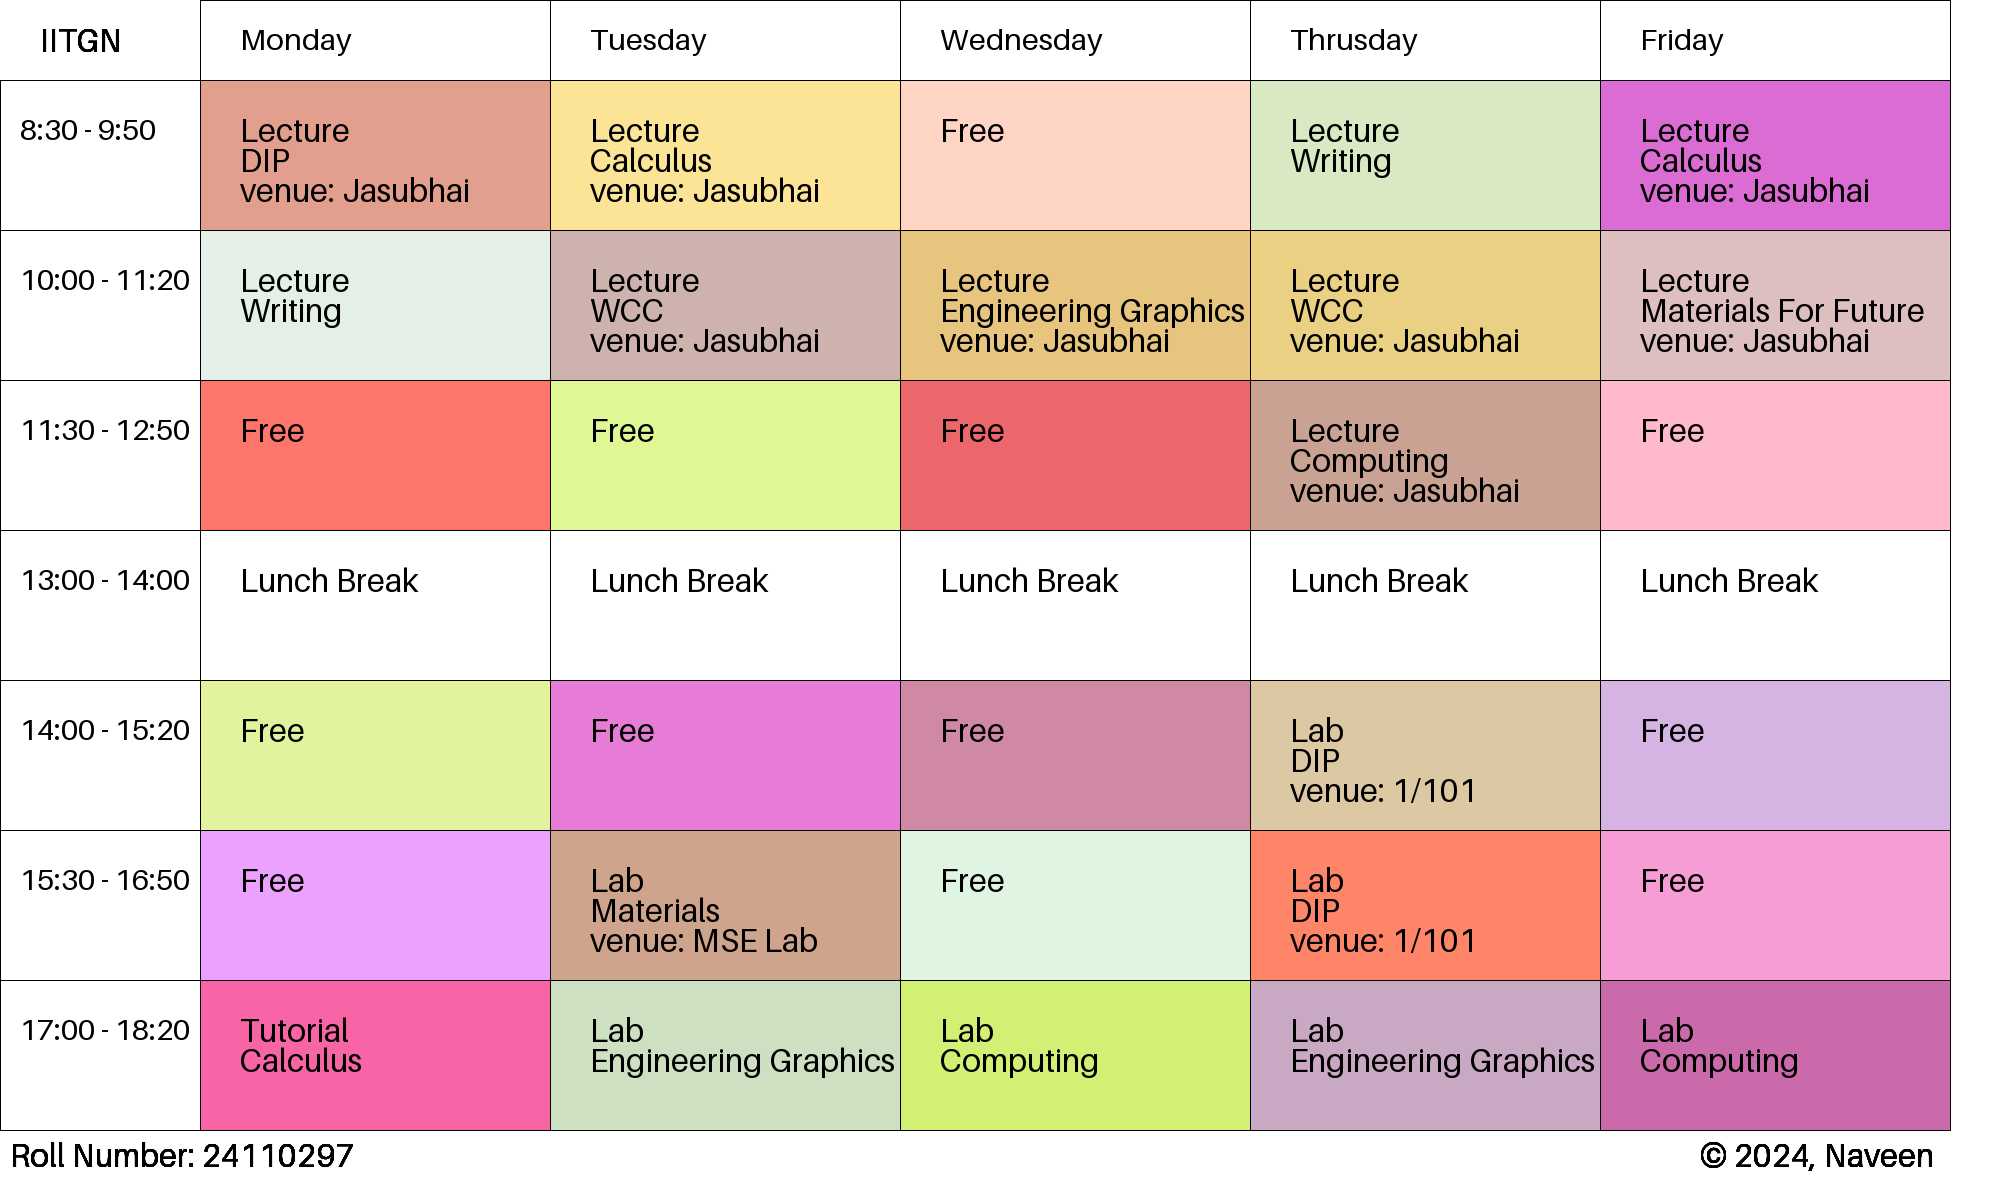 IITGN
Monday
Tuesday
Wednesday
Thrusday
Friday
8:30 - 9:50
Lecture
DIP
venue: Jasubhai
Lecture
Calculus
venue: Jasubhai
Free
Lecture
Writing
Lecture
Calculus
venue: Jasubhai
10:00 - 11:20
Lecture
Writing
Lecture
WCC
venue: Jasubhai
Lecture
Engineering Graphics
venue: Jasubhai
Lecture
WCC
venue: Jasubhai
Lecture
Materials For Future
venue: Jasubhai
11:30 - 12:50
Free
Free
Free
Lecture
Computing
venue: Jasubhai
Free
13:00 - 14:00
Lunch Break
Lunch Break
Lunch Break
Lunch Break
Lunch Break
14:00 - 15:20
Free
Free
Free
Lab
DIP
venue: 1/101
Free
15:30 - 16:50
Free
Lab
Materials
venue: MSE Lab
Free
Lab
DIP
venue: 1/101
Free
17:00 - 18:20
Tutorial
Calculus
Lab
Engineering Graphics
Lab
Computing
Lab
Engineering Graphics
Lab
Computing
Roll Number: 24110297
© 2024, Naveen